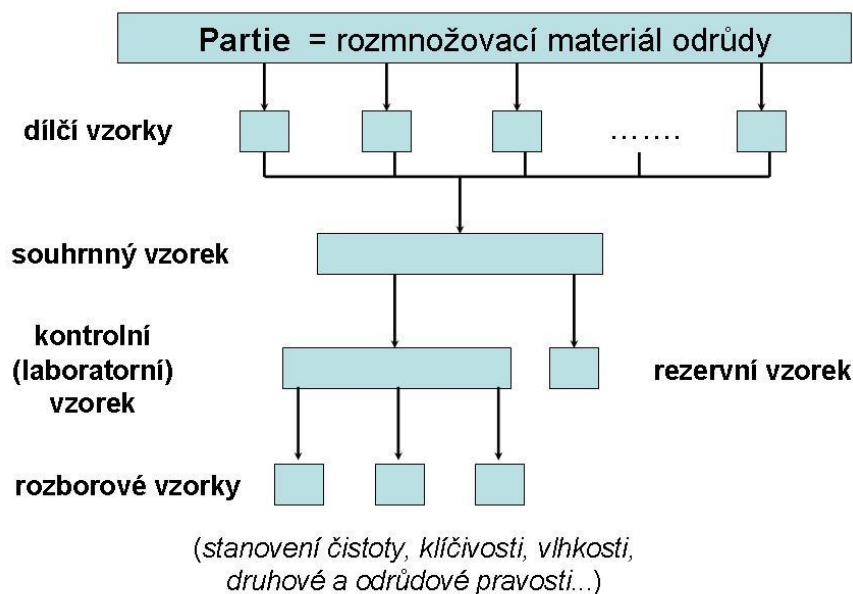 Partie = rozmnožovací materiál odrůdy
dílčí vzorky
…….
souhrnný vzorek
kontrolní
(laboratorní)
vzorek
rezervní vzorek
rozborové vzorky
(stanovení čistoty, klíčivosti, vlhkosti,
druhové a odrůdové pravosti...)